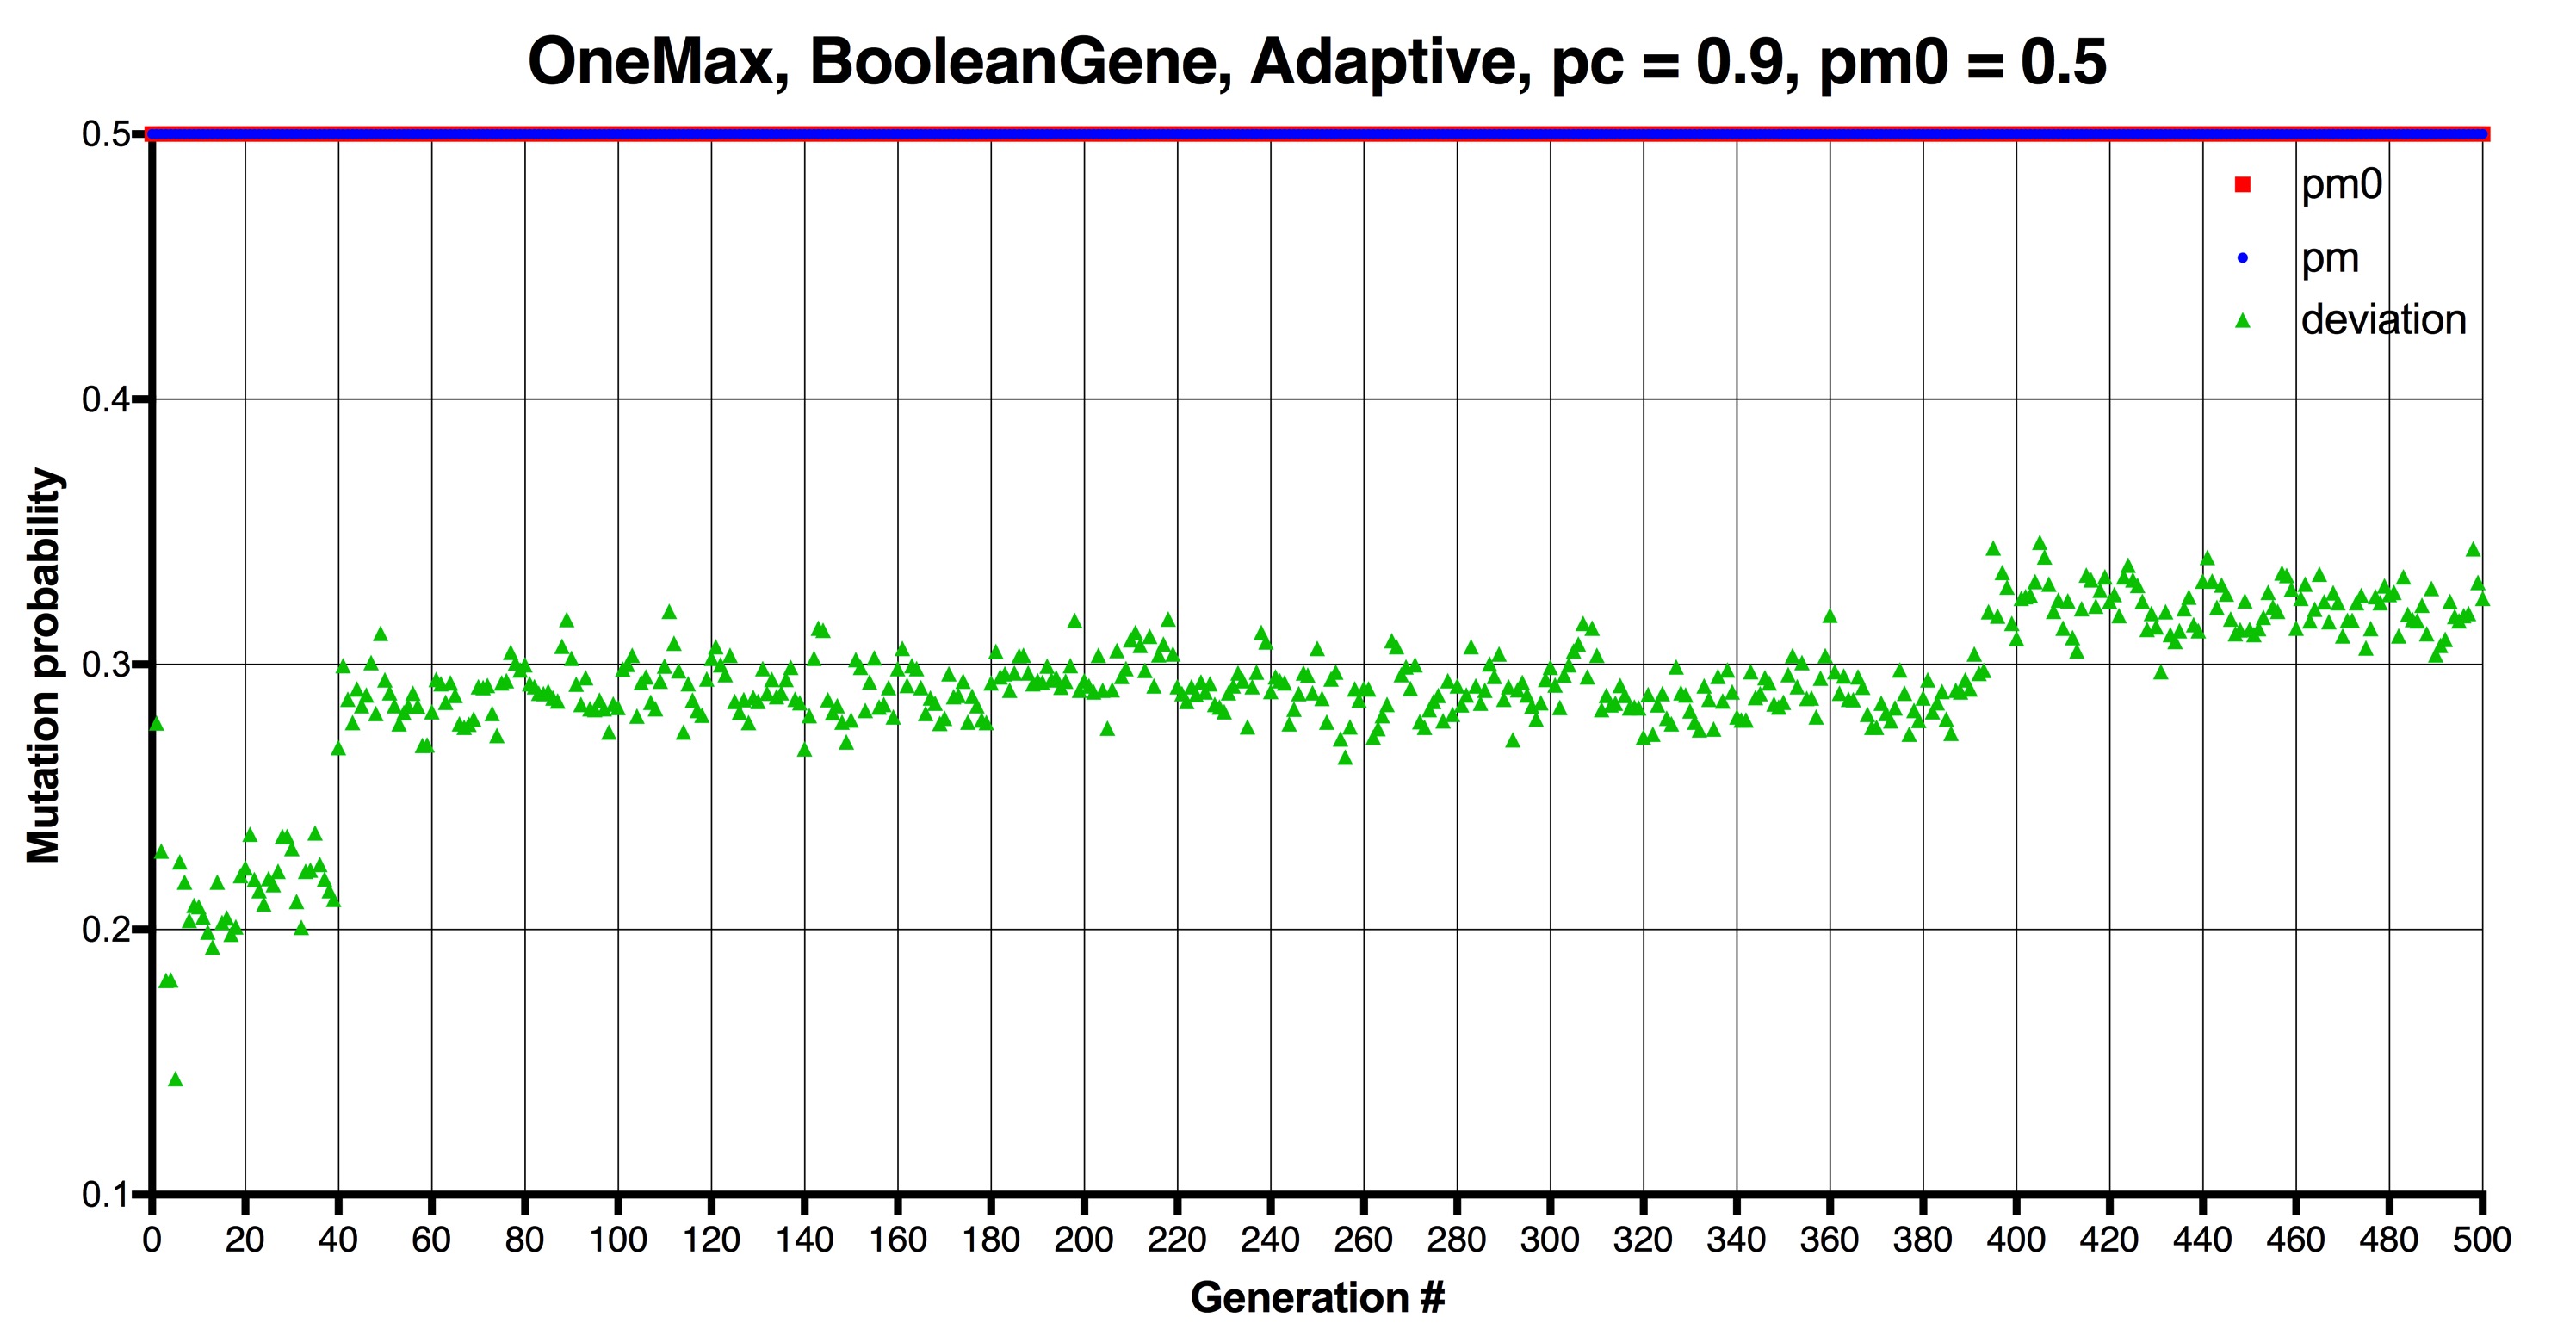 OneMax, BooleanGene, Adaptive, pc = 0.9, pm0 = 0.5
0.5
pm0
pm
deviation
0.4
0.3
0.2
0.1
Mutation probability
0 20 40 60 80 100 120 140 160 180 200 220 240 260 280 300 320 340 360 380 400 420 440 460 480 500
Generation #